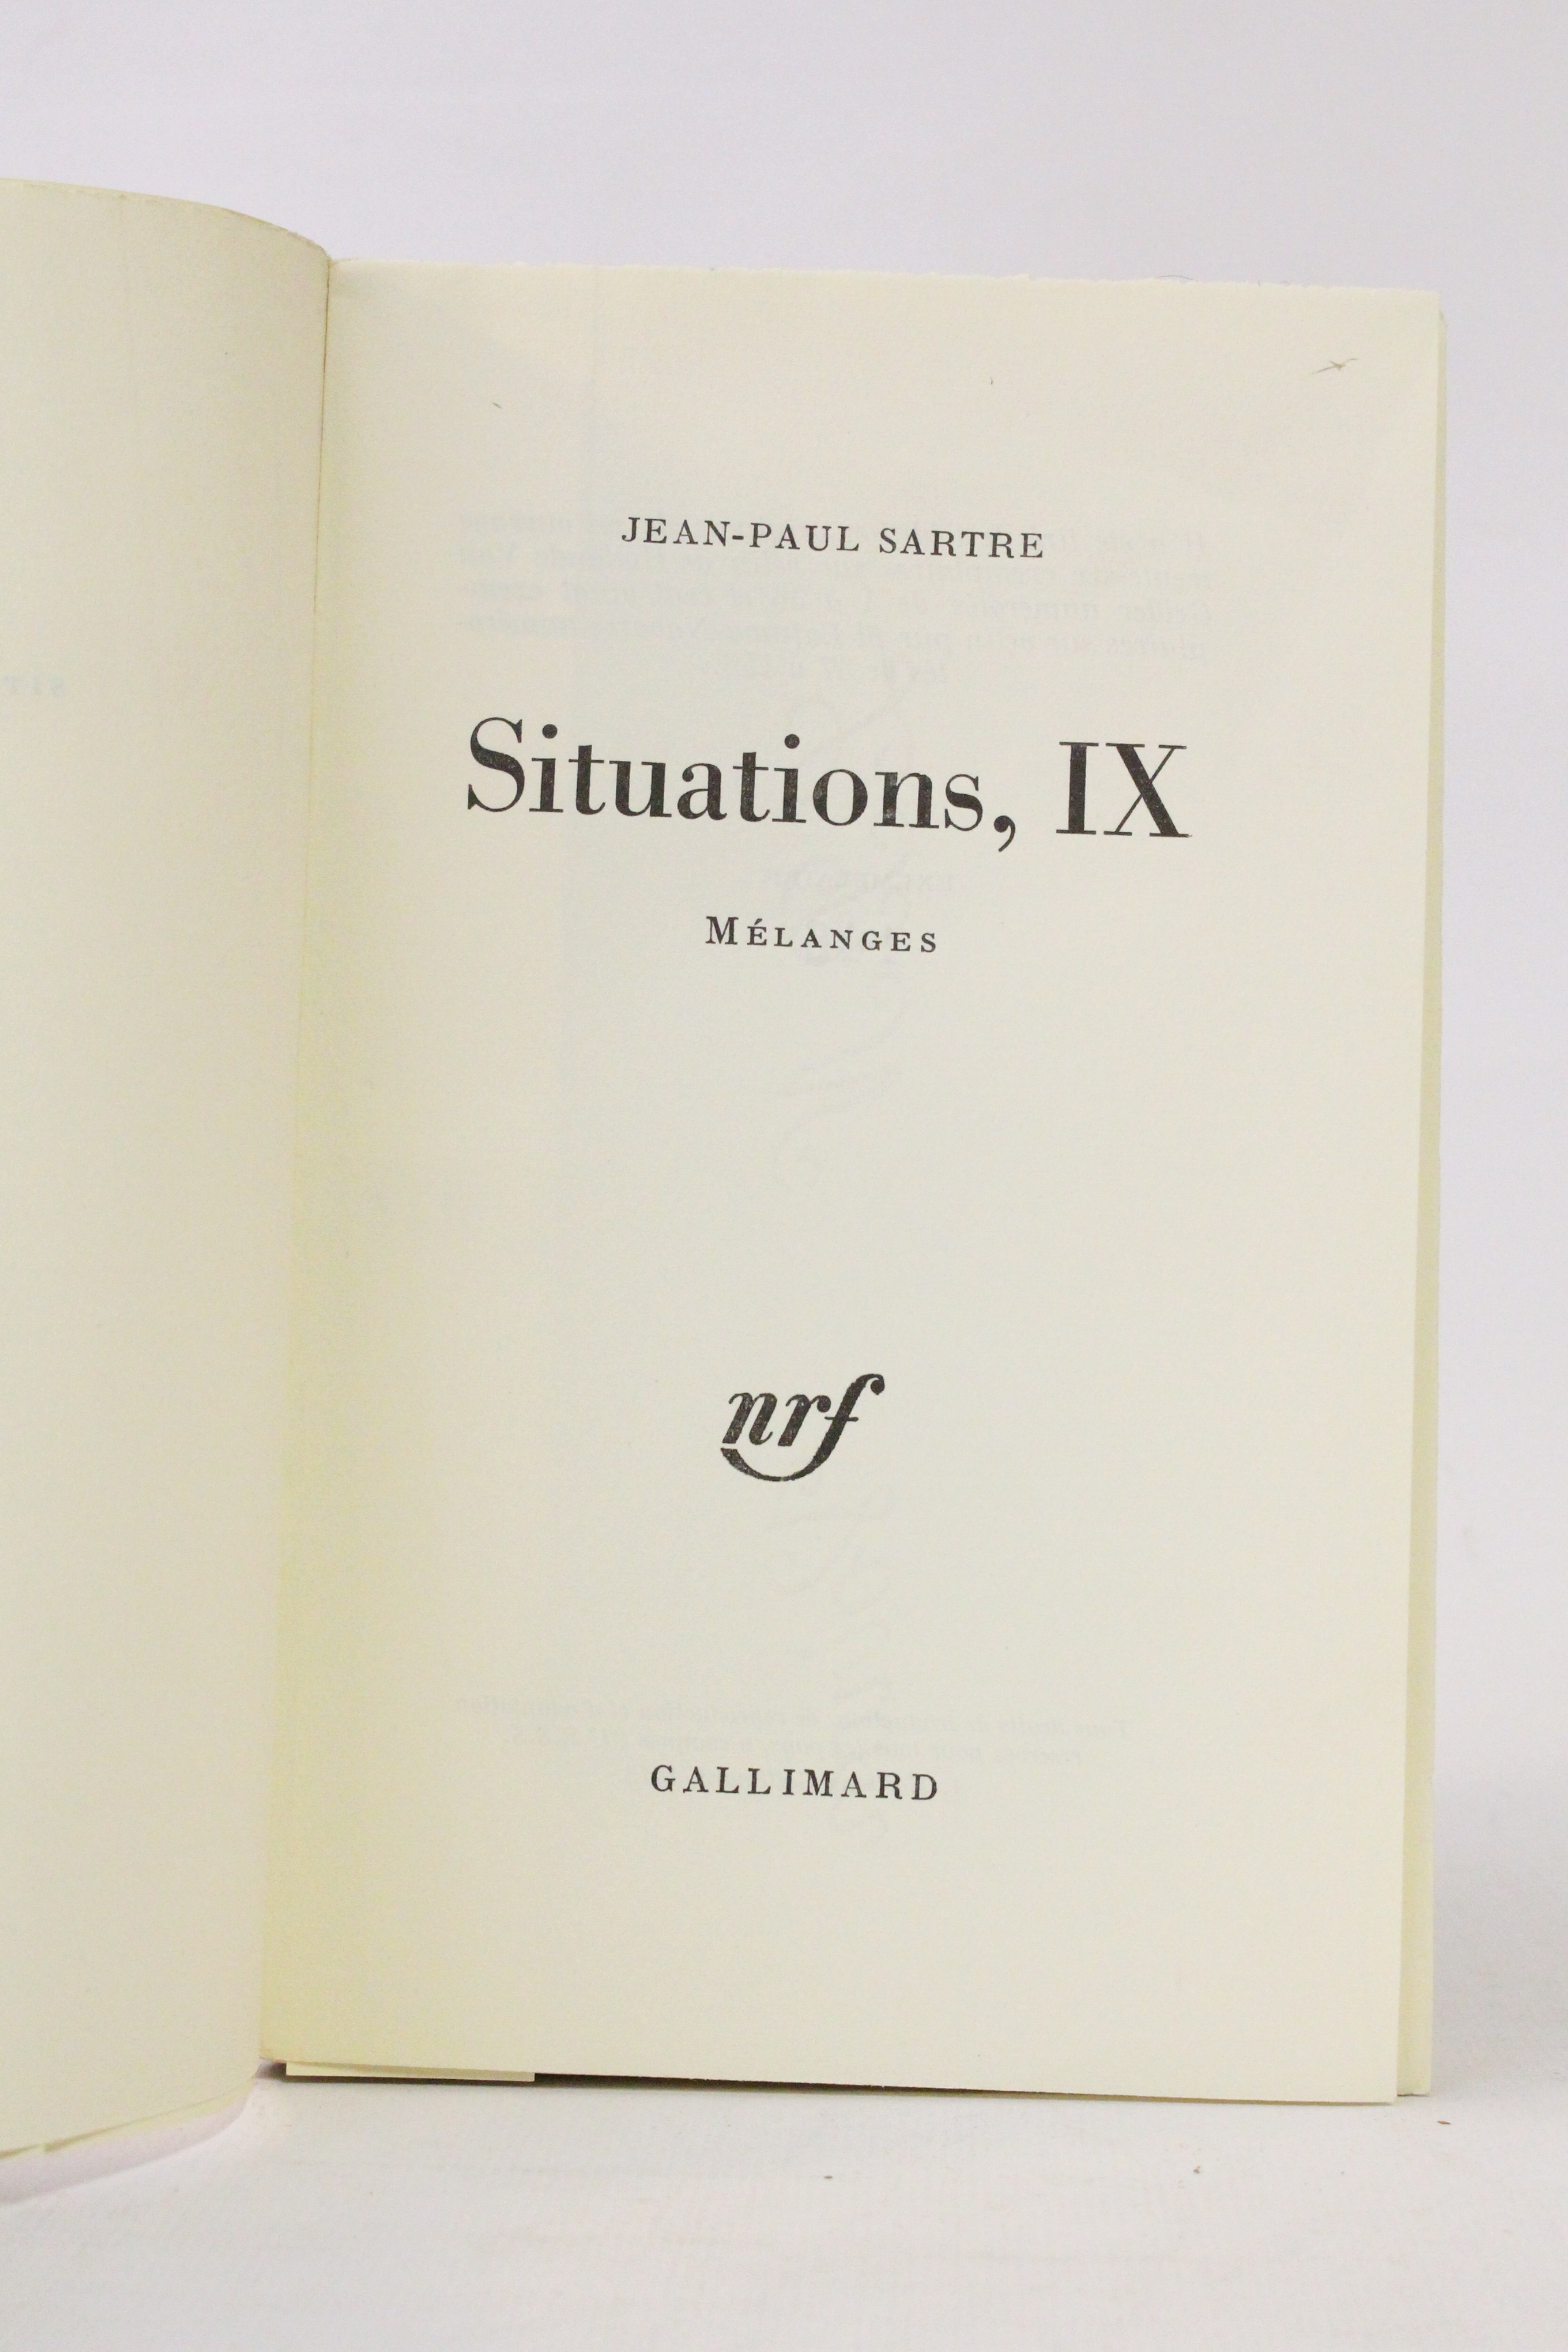 JEAN-PAUL SARTRE
Situations, IX
MÉLANGES
nrf
GALLIMARD